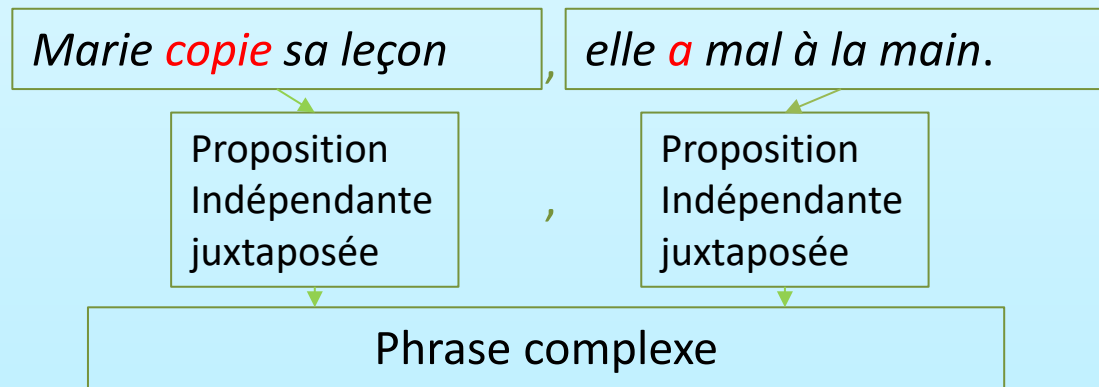 Marie copie sa leçon , elle a mal à la main.
Proposition
Indépendante
juxtaposée
,
Proposition
Indépendante
juxtaposée
Phrase complexe